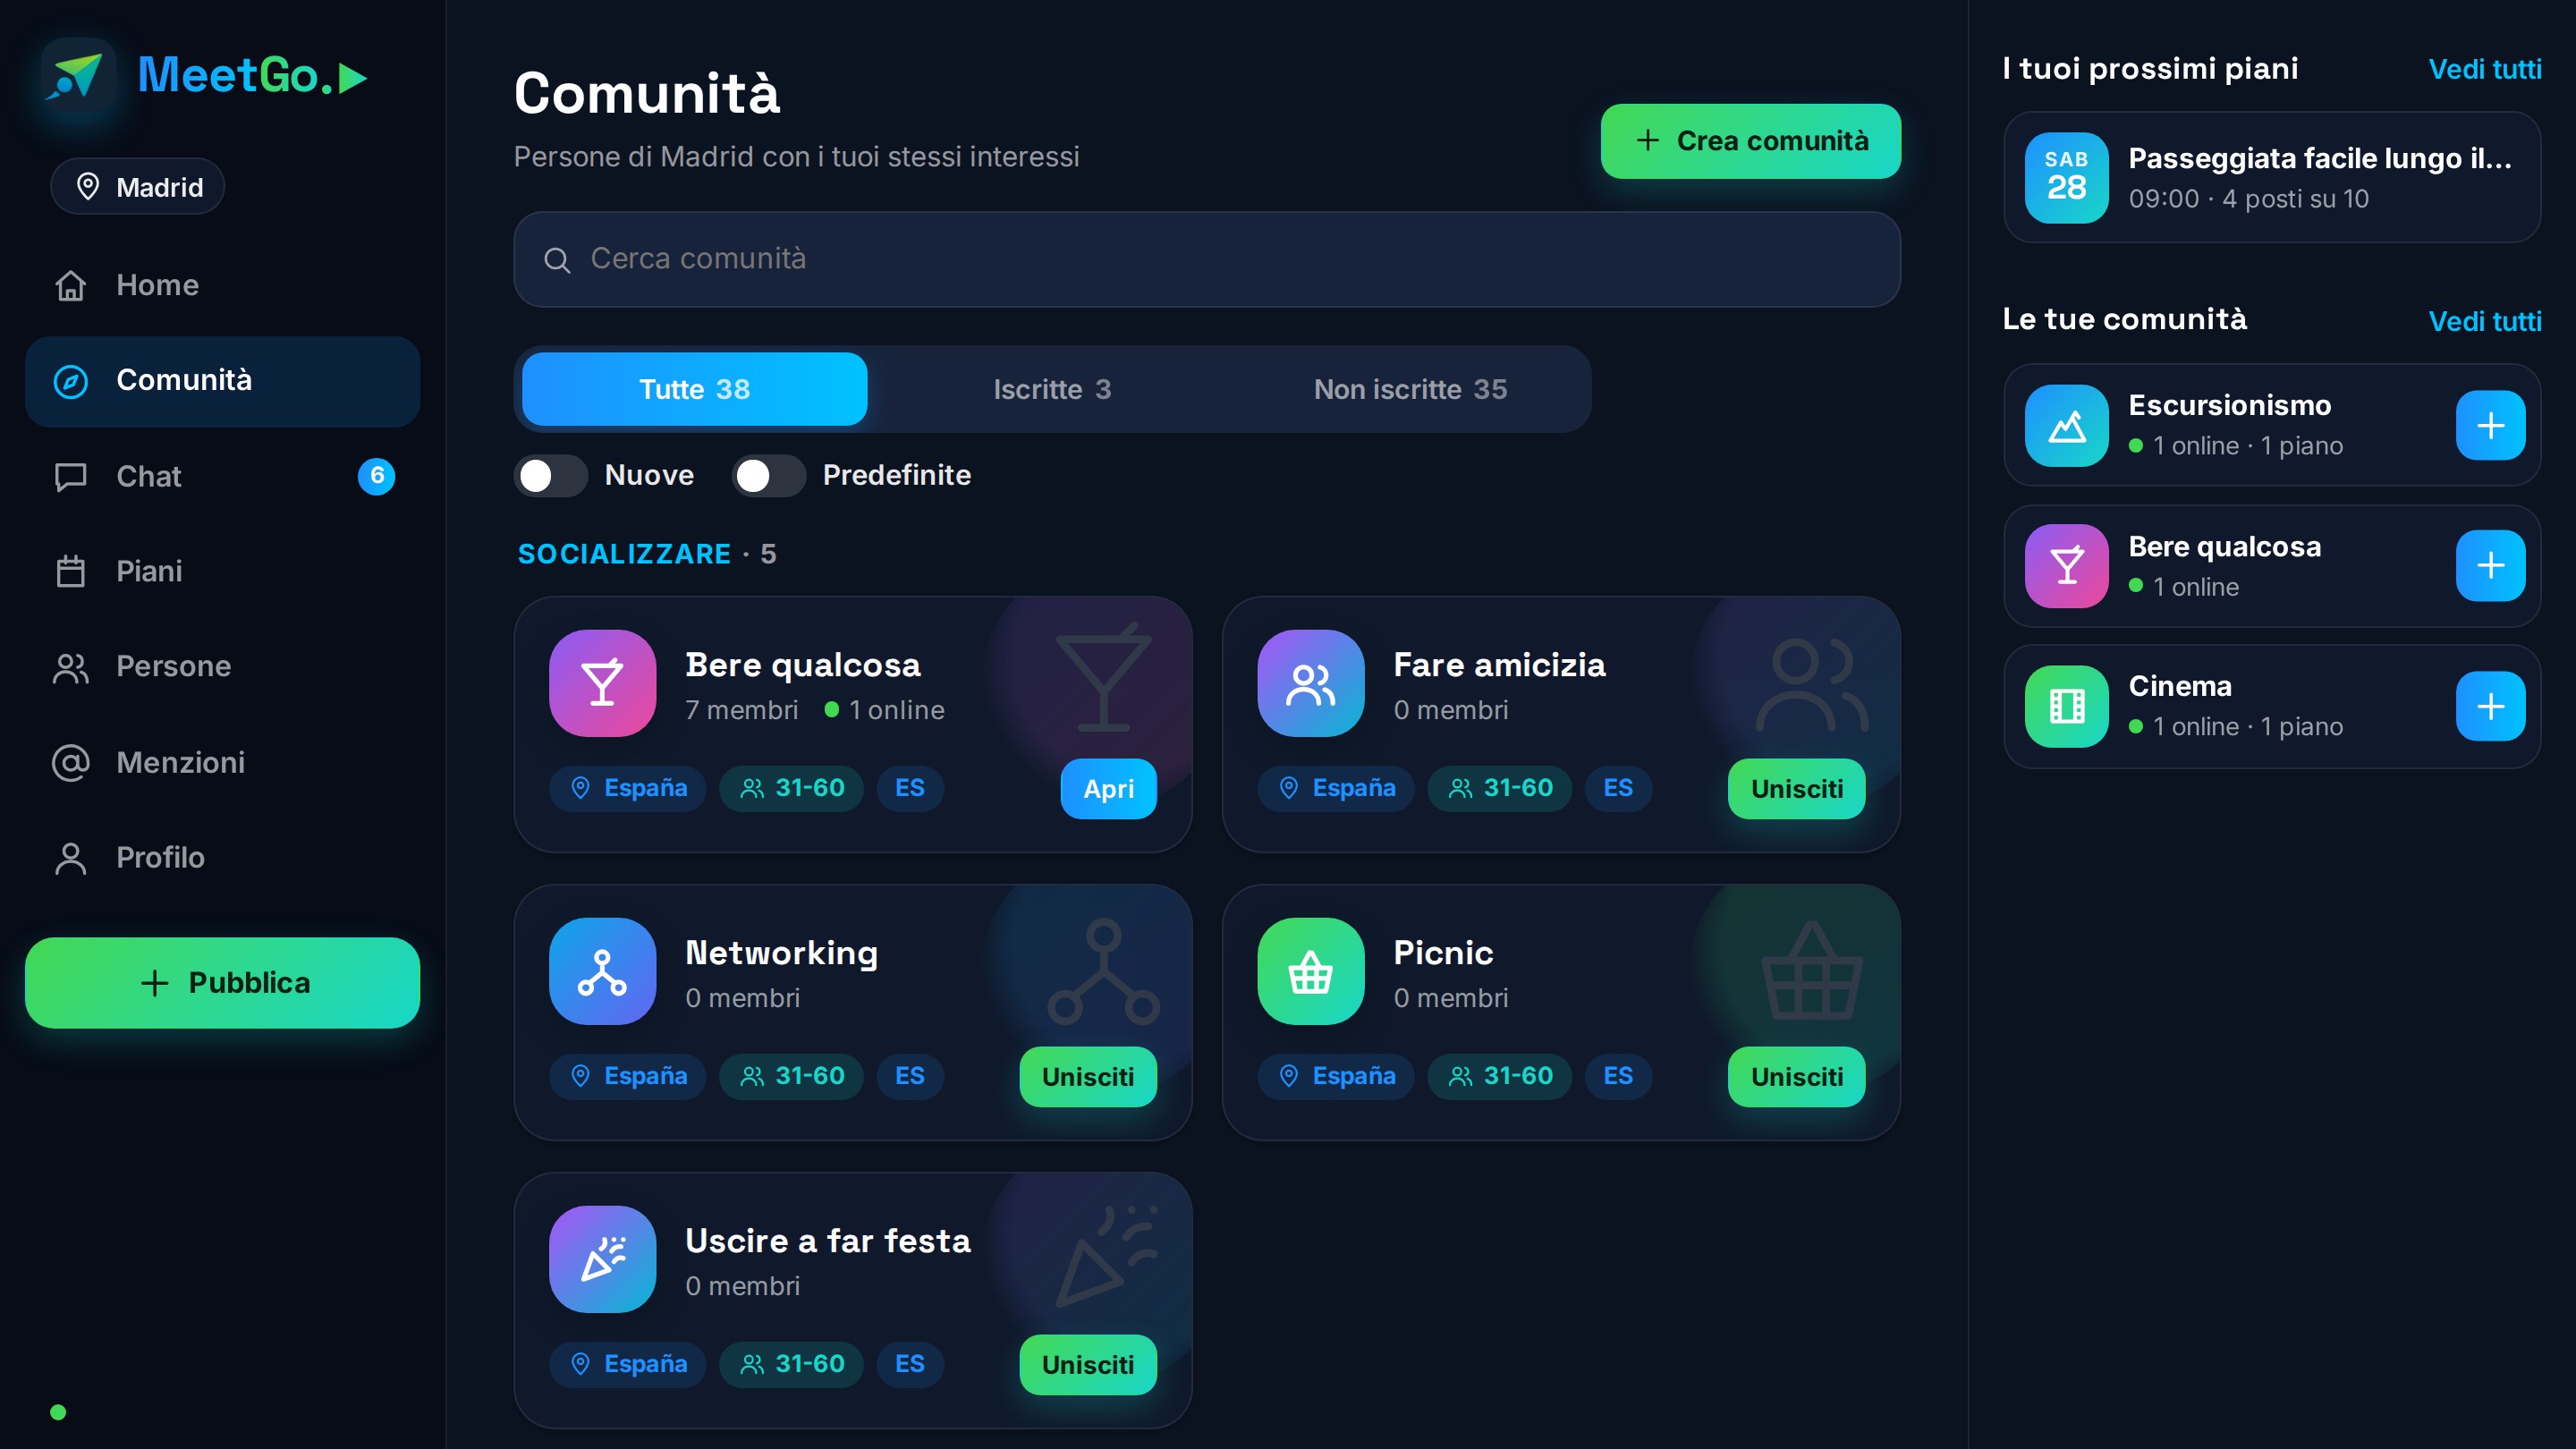 MeetGo.
Madrid
Home
Comunità
Chat 6
Piani
Persone
Menzioni
Profilo
+ Pubblica
Comunità
Persone di Madrid con i tuoi stessi interessi
+ Crea comunità
Cerca comunità
Tutte 38
Iscritte 3
Non iscritte 35
Nuove
Predefinite
SOCIALIZZARE · 5
Bere qualcosa
7 membri 1 online
España 31-60 ES
Apri
Fare amicizia
0 membri
España 31-60 ES
Unisciti
Networking
0 membri
España 31-60 ES
Unisciti
Picnic
0 membri
España 31-60 ES
Unisciti
Uscire a far festa
0 membri
España 31-60 ES
Unisciti
I tuoi prossimi piani
Vedi tutti
SAB
28
Passeggiata facile lungo il...
09:00 · 4 posti su 10
Le tue comunità
Vedi tutti
Escursionismo
1 online · 1 piano
Bere qualcosa
1 online
Cinema
1 online · 1 piano